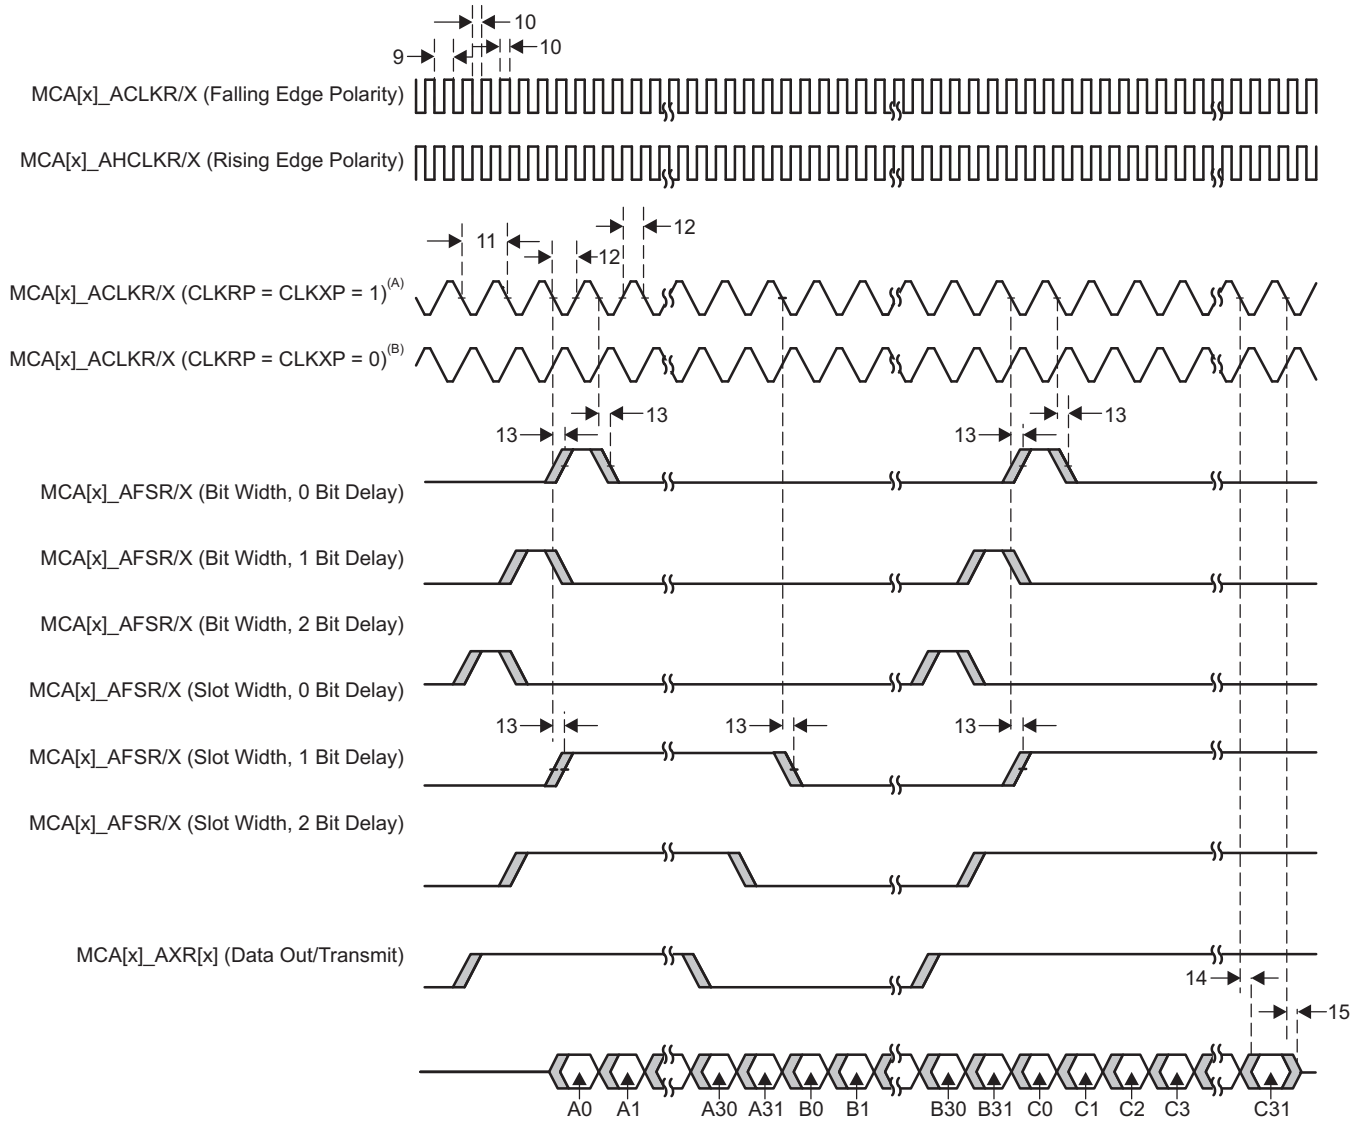 10
9
10
MCA[x]_ACLKR/X (Falling Edge Polarity)
MCA[x]_AHCLKR/X (Rising Edge Polarity)
12
11
12
MCA[x]_ACLKR/X (CLKRP = CLKXP = 1)(A)
MCA[x]_ACLKR/X (CLKRP = CLKXP = 0)(B)
13
13
13
13
MCA[x]_AFSR/X (Bit Width, 0 Bit Delay)
MCA[x]_AFSR/X (Bit Width, 1 Bit Delay)
MCA[x]_AFSR/X (Bit Width, 2 Bit Delay)
MCA[x]_AFSR/X (Slot Width, 0 Bit Delay)
13
13
13
MCA[x]_AFSR/X (Slot Width, 1 Bit Delay)
MCA[x]_AFSR/X (Slot Width, 2 Bit Delay)
MCA[x]_AXR[x] (Data Out/Transmit)
14
15
A0 A1 A30 A31 B0 B1 B30 B31 C0 C1 C2 C3 C31